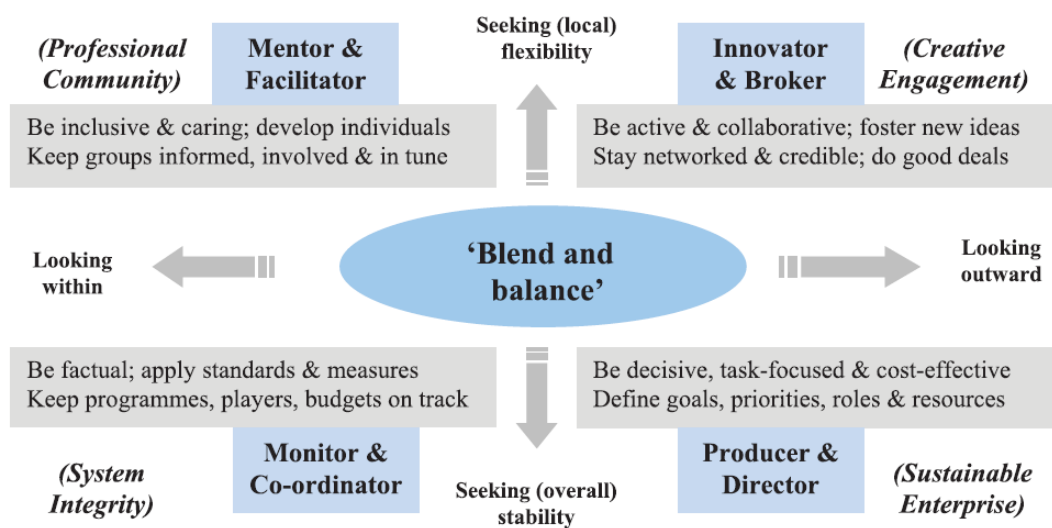 Seeking (local)
flexibility
(Professional
Community)
Mentor &
Facilitator
Innovator
& Broker
(Creative
Engagement)
Be inclusive & caring; develop individuals
Keep groups informed, involved & in tune
Be active & collaborative; foster new ideas
Stay networked & credible; do good deals
Looking
within
‘Blend and
balance’
Looking
outward
Be factual; apply standards & measures
Keep programmes, players, budgets on track
Be decisive, task-focused & cost-effective
Define goals, priorities, roles & resources
(System
Integrity)
Monitor &
Co-ordinator
Seeking (overall)
stability
Producer &
Director
(Sustainable
Enterprise)